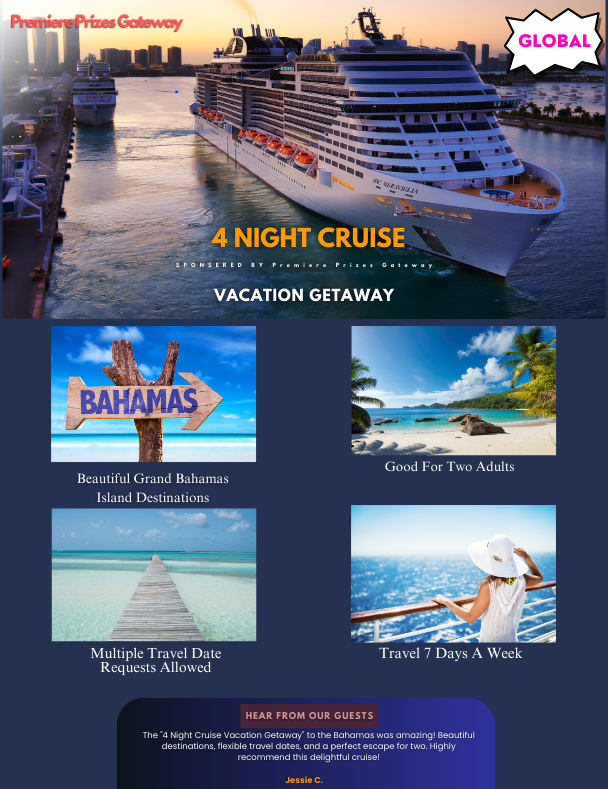 Premiere Prizes Gateway
GLOBAL
4 NIGHT CRUISE
SPONSERED BY Premiere Prizes Gateway
VACATION GETAWAY
BAHAMAS
Beautiful Grand Bahamas
Island Destinations
Good For Two Adults
Multiple Travel Date
Requests Allowed
Travel 7 Days A Week
HEAR FROM OUR GUESTS
The "4 Night Cruise Vacation Getaway" to the Bahamas was amazing! Beautiful
destinations, flexible travel dates, and a perfect escape for two. Highly
recommend this delightful cruise!
Jessie C.